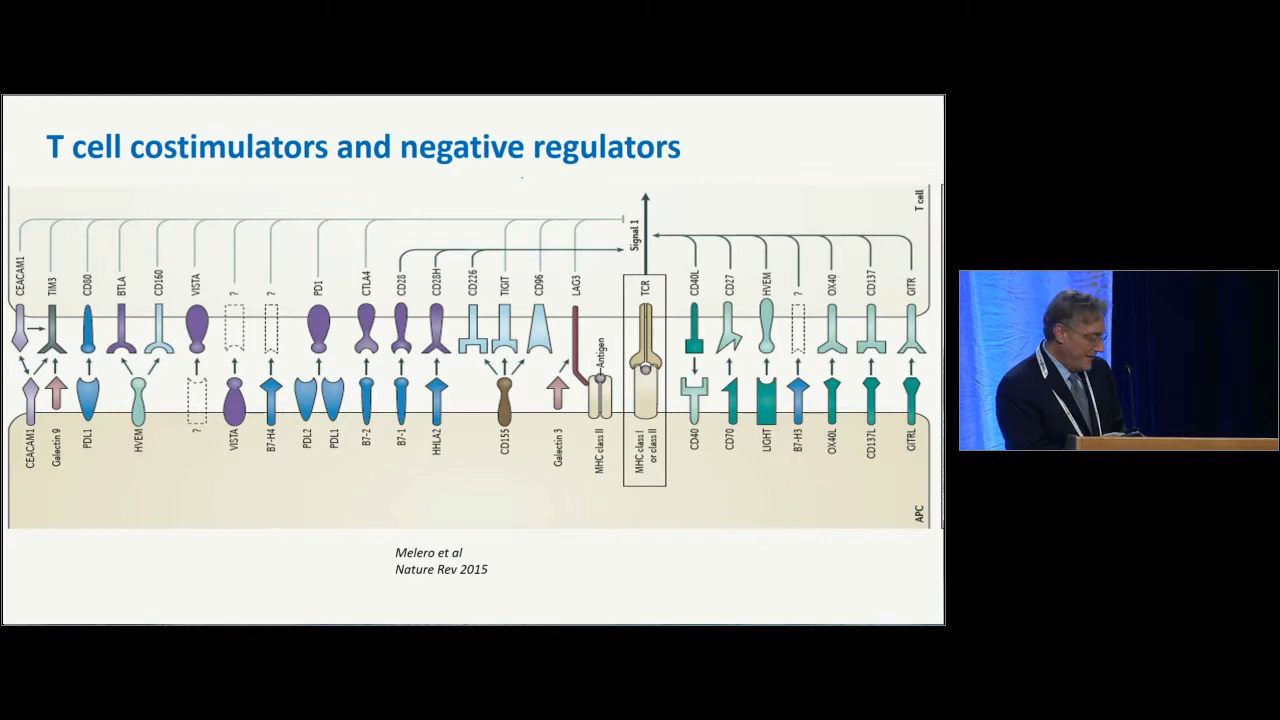 T cell costimulators and negative regulators
T cell
Signal 1
CEACAM1
TIM3
CD80
BTLA
CD160
VISTA
?
?
PD1
CTLA4
CD28
CD28H
CD226
TIGIT
CD96
LAG3
TCR
CD40L
CD27
HVEM
?
OX40
CD137
GITR
Antigen
CEACAM1
Galectin 9
PDL1
HVEM
?
VISTA
B7-H4
PDL2
PDL1
B7-2
B7-1
HHLA2
CD155
Galectin 3
MHC class II
MHC class I
or class II
CD40
CD70
LIGHT
B7-H3
OX40L
CD137L
GITRL
APC
Melero et al
Nature Rev 2015